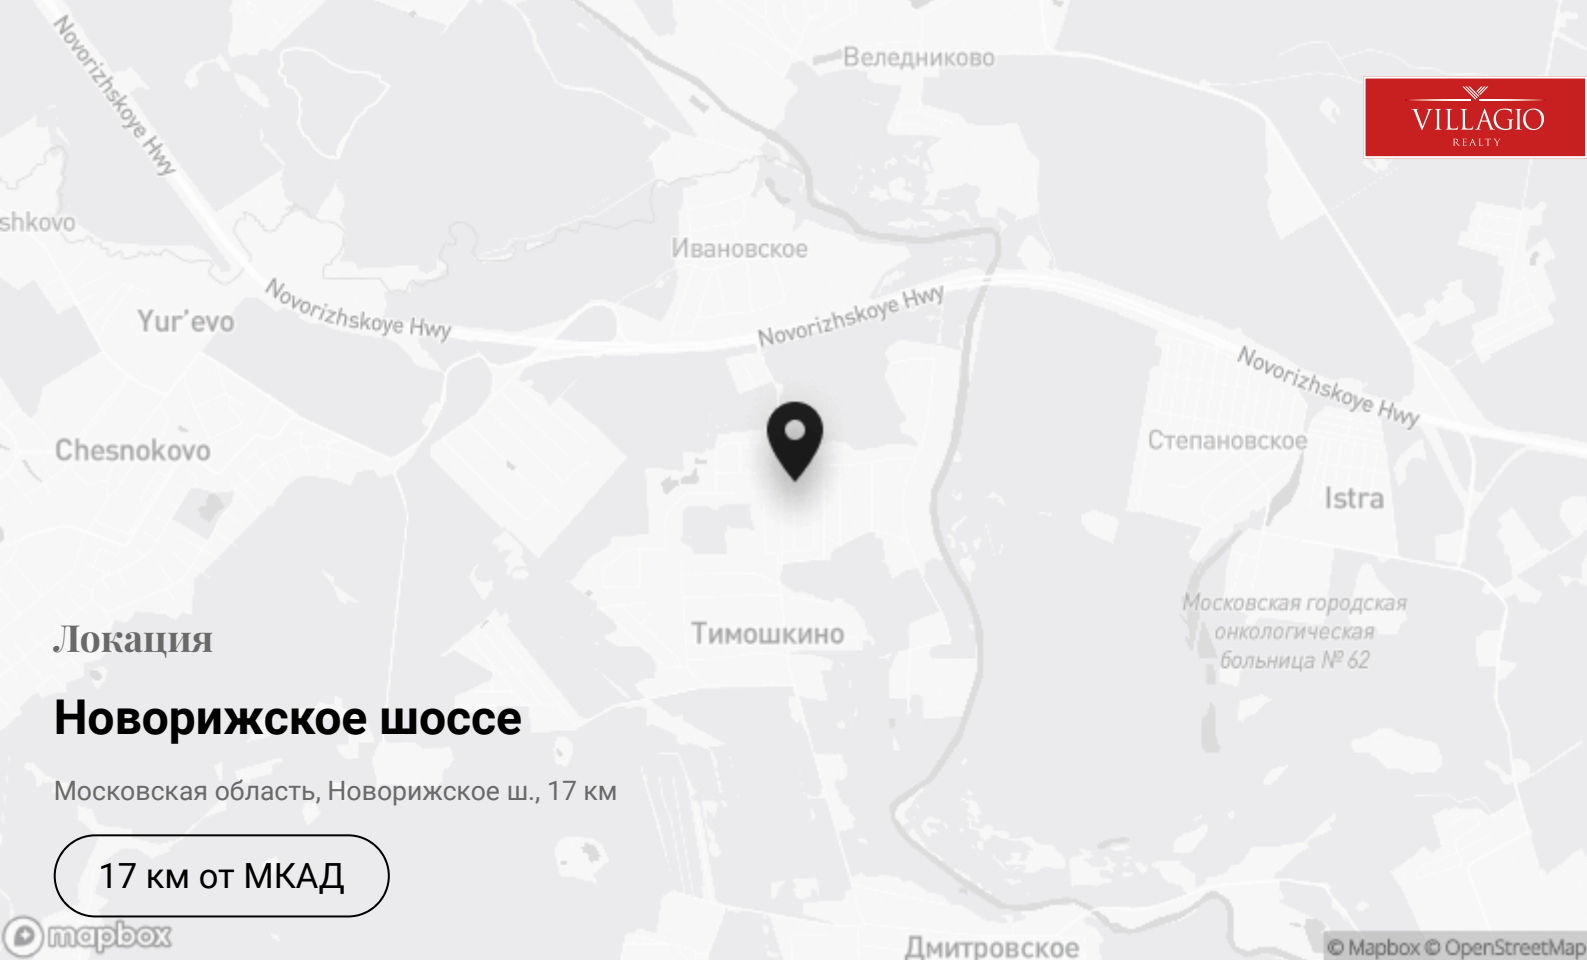 Novorizhskoye Hwy
Веледниково
VILLAGIO
REALTY
shkovo
Ивановское
Yur’evo
Novorizhskoye Hwy
Novorizhskoye Hwy
Novorizhskoye Hwy
Chesnokovo
Степановское
Istra
Московская городская
онкологическая
больница № 62
Тимошкино
Локация
Новорижское шоссе
Московская область, Новорижское ш., 17 км
17 км от МКАД
mapbox
Дмитровское
© Mapbox © OpenStreetMap